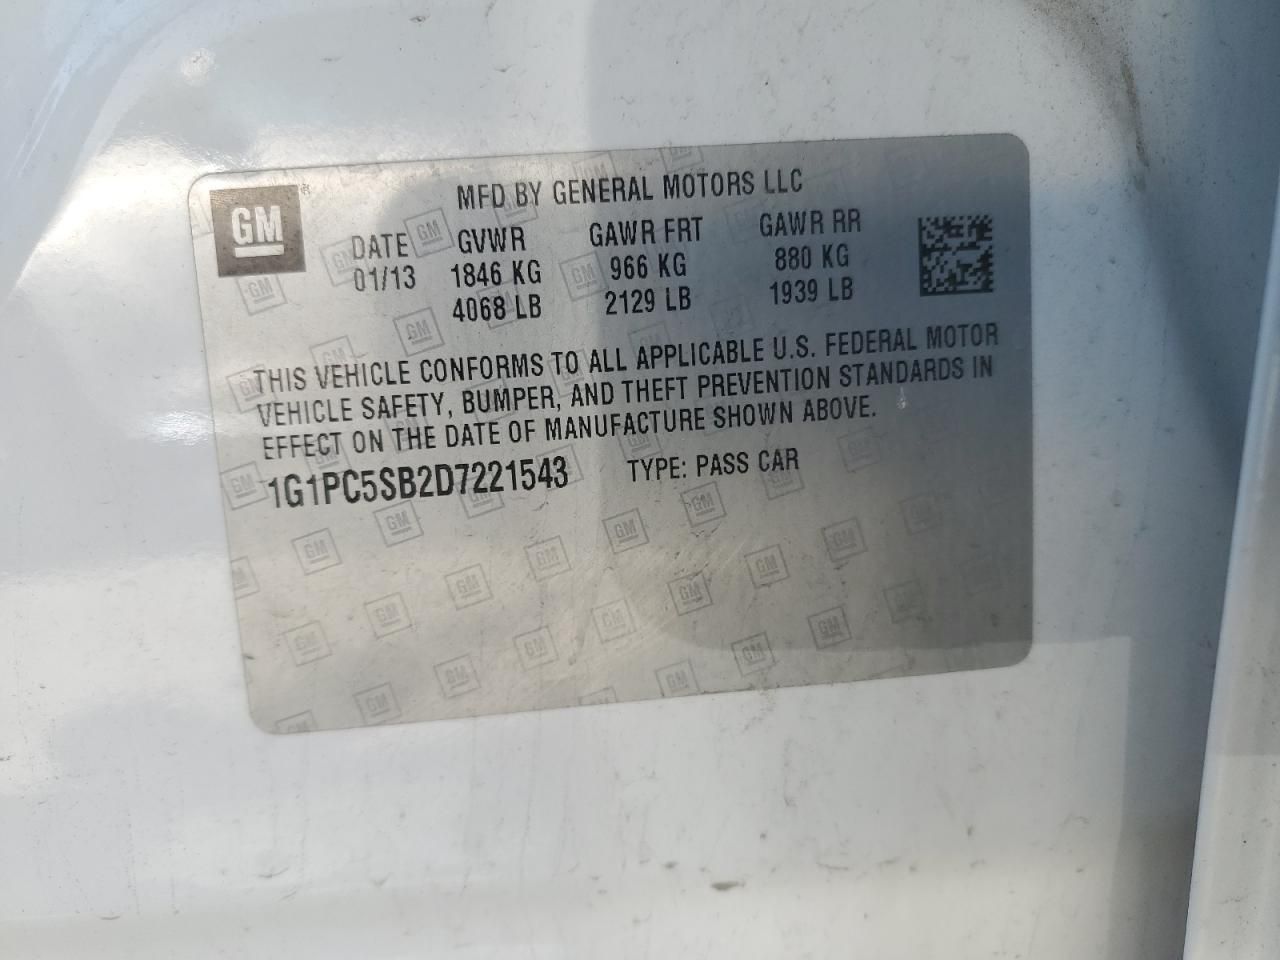 GM
MFD BY GENERAL MOTORS LLC
DATE GVWR GAWR FRT GAWR RR
01/13 1846 KG 966 KG 880 KG
4068 LB 2129 LB 1939 LB
THIS VEHICLE CONFORMS TO ALL APPLICABLE U.S. FEDERAL MOTOR
VEHICLE SAFETY, BUMPER, AND THEFT PREVENTION STANDARDS IN
EFFECT ON THE DATE OF MANUFACTURE SHOWN ABOVE.
1G1PC5SB2D7221543 TYPE: PASS CAR